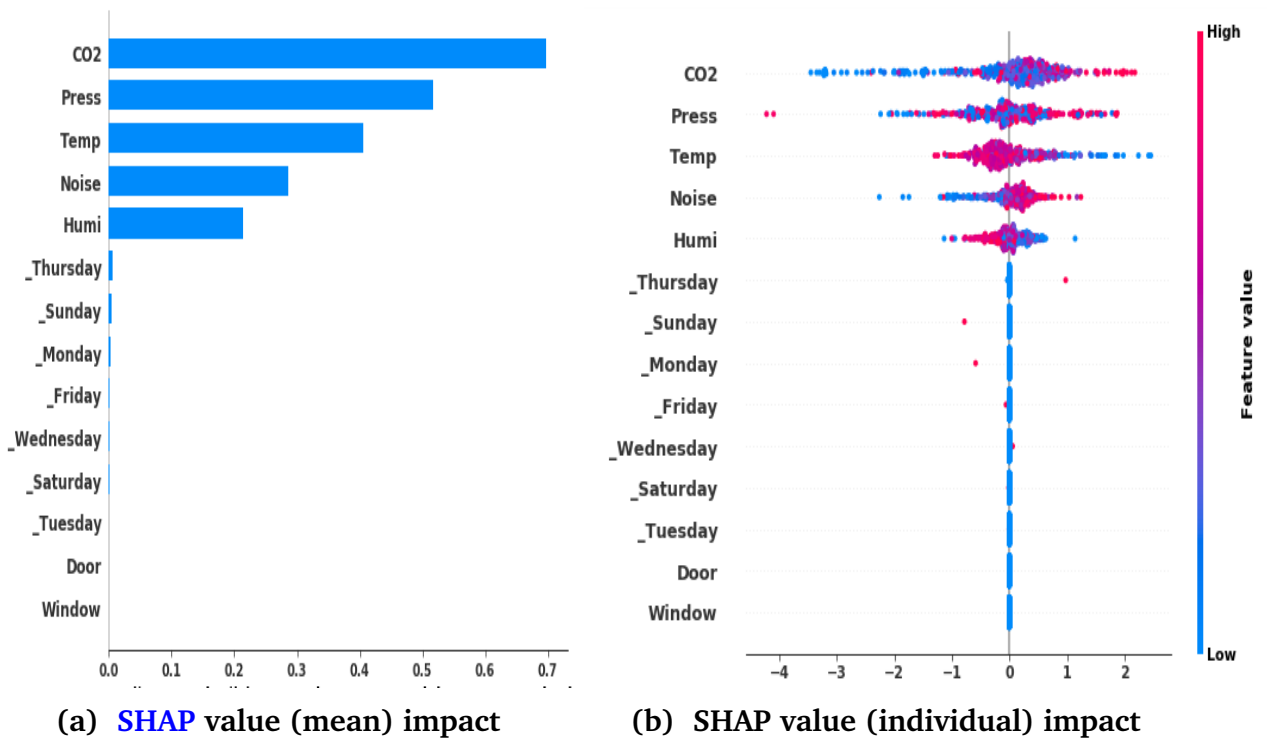 CO2
Press
Temp
Noise
Humi
_Thursday
_Sunday
_Monday
_Friday
_Wednesday
_Saturday
_Tuesday
Door
Window
0.0 0.1 0.2 0.3 0.4 0.5 0.6 0.7
(a) SHAP value (mean) impact
CO2
Press
Temp
Noise
Humi
_Thursday
_Sunday
_Monday
_Friday
_Wednesday
_Saturday
_Tuesday
Door
Window
−4 −3 −2 −1 0 1 2
High
Feature value
Low
(b) SHAP value (individual) impact